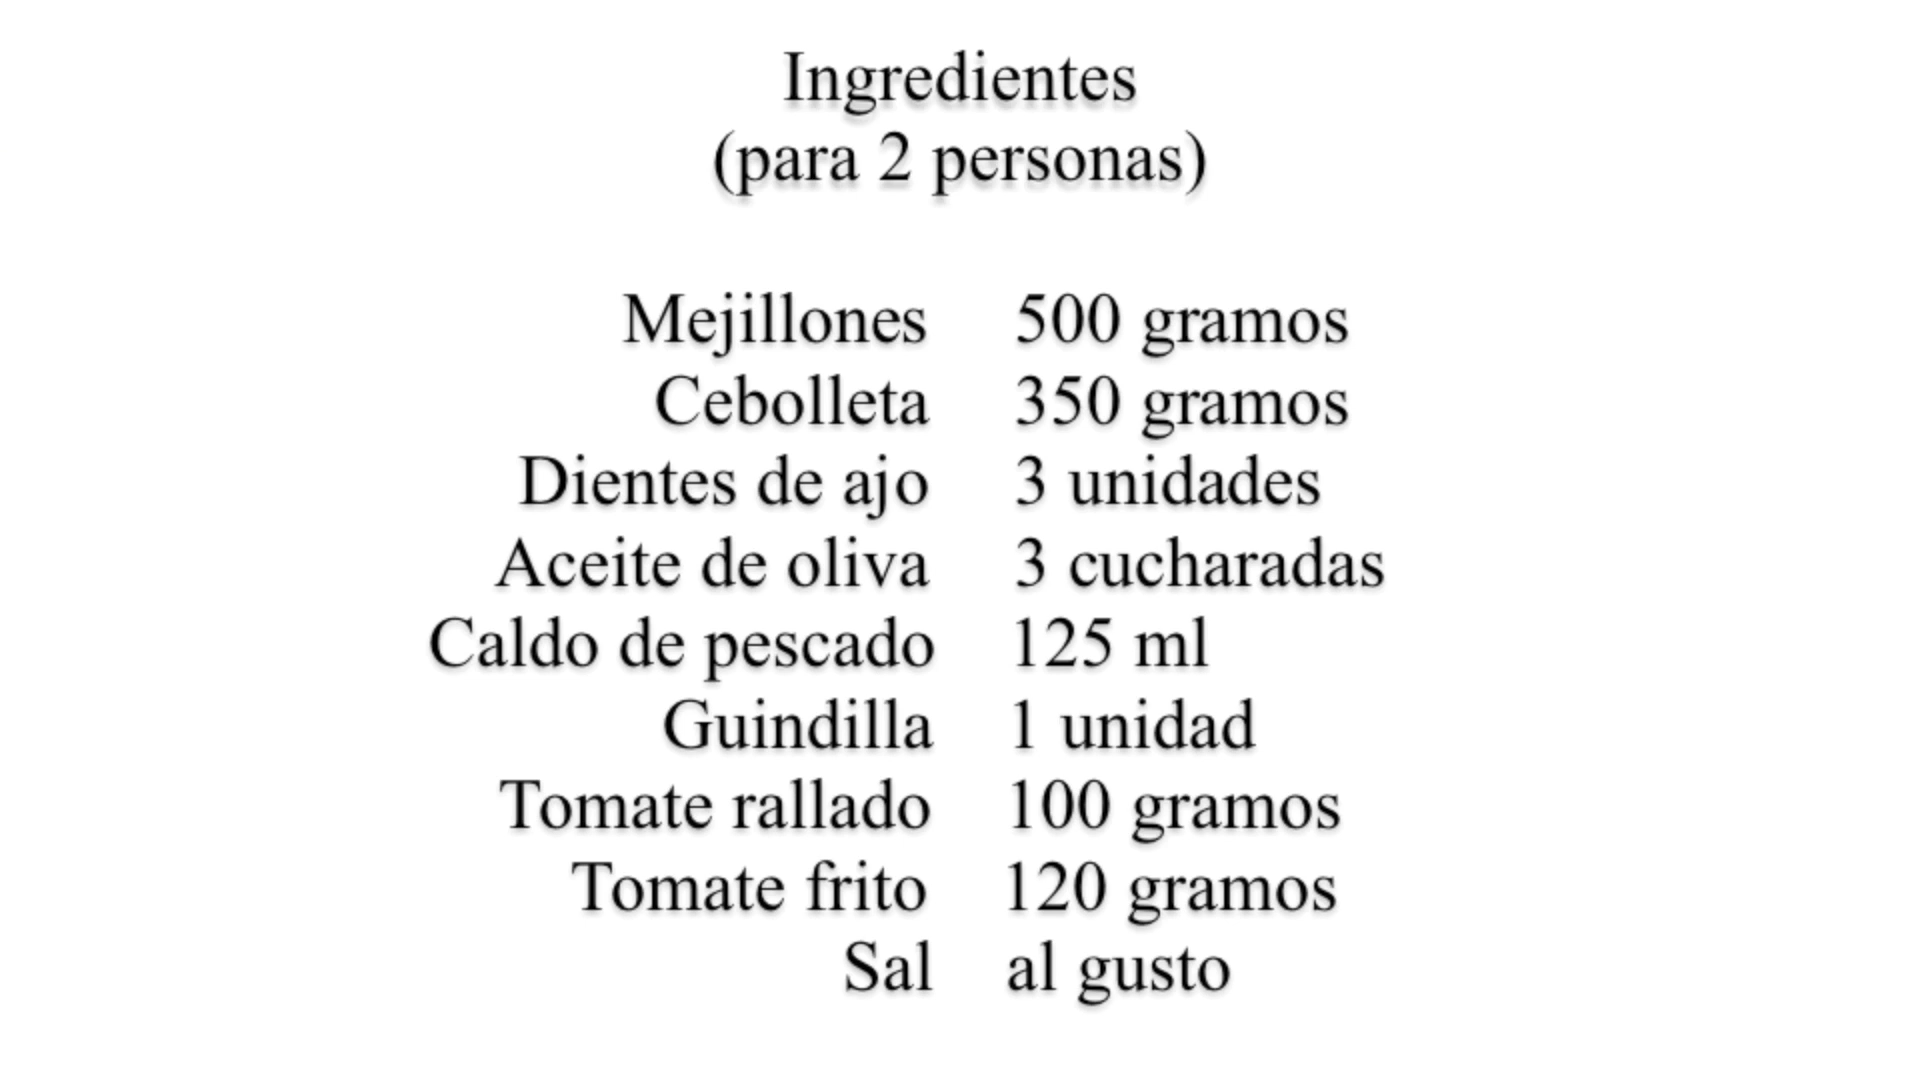 Ingredientes
(para 2 personas)
Mejillones 500 gramos
Cebolleta 350 gramos
Dientes de ajo 3 unidades
Aceite de oliva 3 cucharadas
Caldo de pescado 125 ml
Guindilla 1 unidad
Tomate rallado 100 gramos
Tomate frito 120 gramos
Sal al gusto